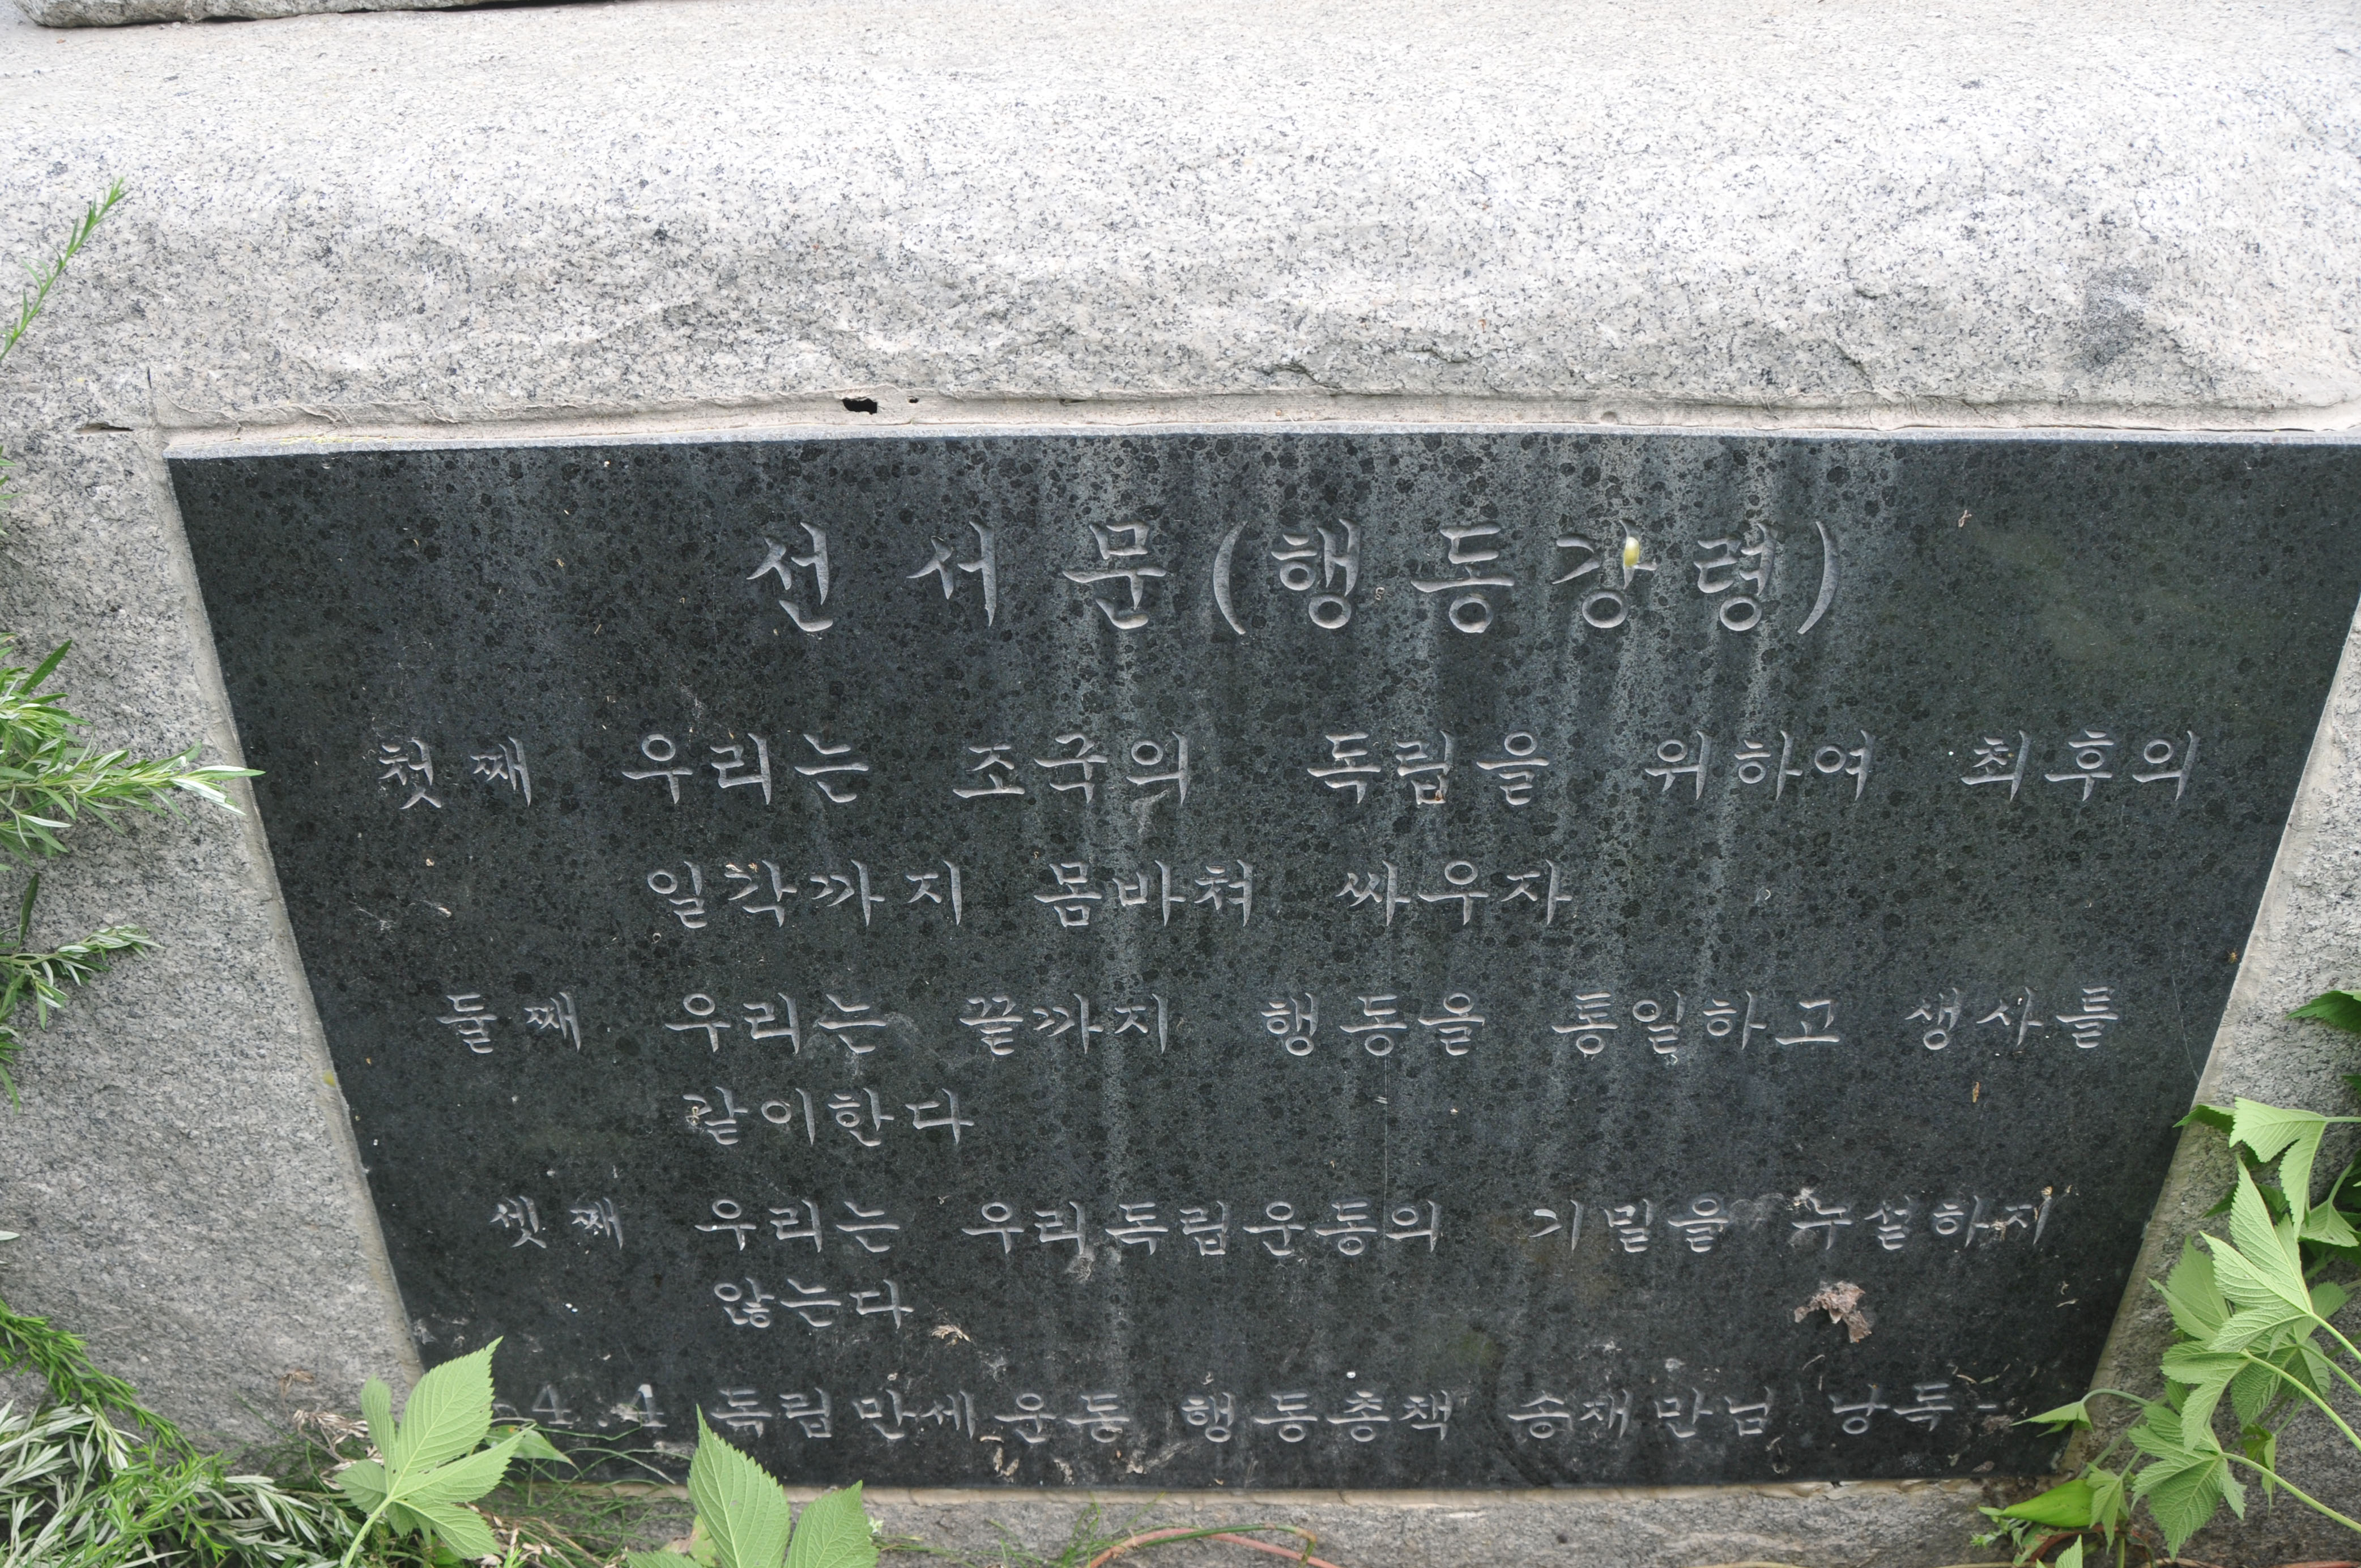 선서문(행동강령)
첫째 우리는 조국의 독립을 위하여 최후의
일각까지 몸바쳐 싸우자
둘째 우리는 끝까지 행동을 통일하고 생사를
같이한다
셋째 우리는 우리독립운동의 기밀을 누설하지
않는다
4.4 독립만세운동 행동총책 송재만님 낭독-